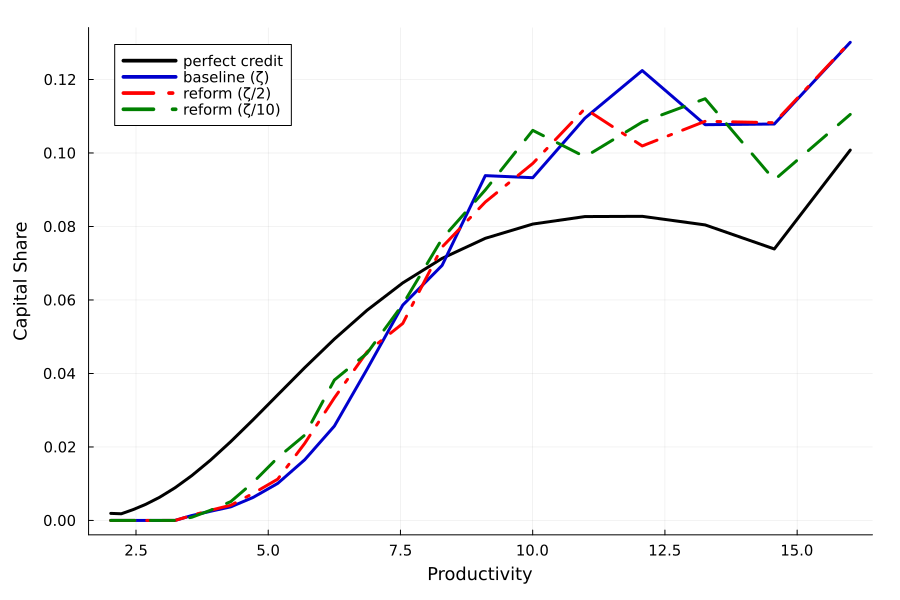 perfect credit
baseline (ζ)
reform (ζ/2)
reform (ζ/10)
0.12
0.10
0.08
0.06
0.04
0.02
0.00
Capital Share
2.5 5.0 7.5 10.0 12.5 15.0
Productivity